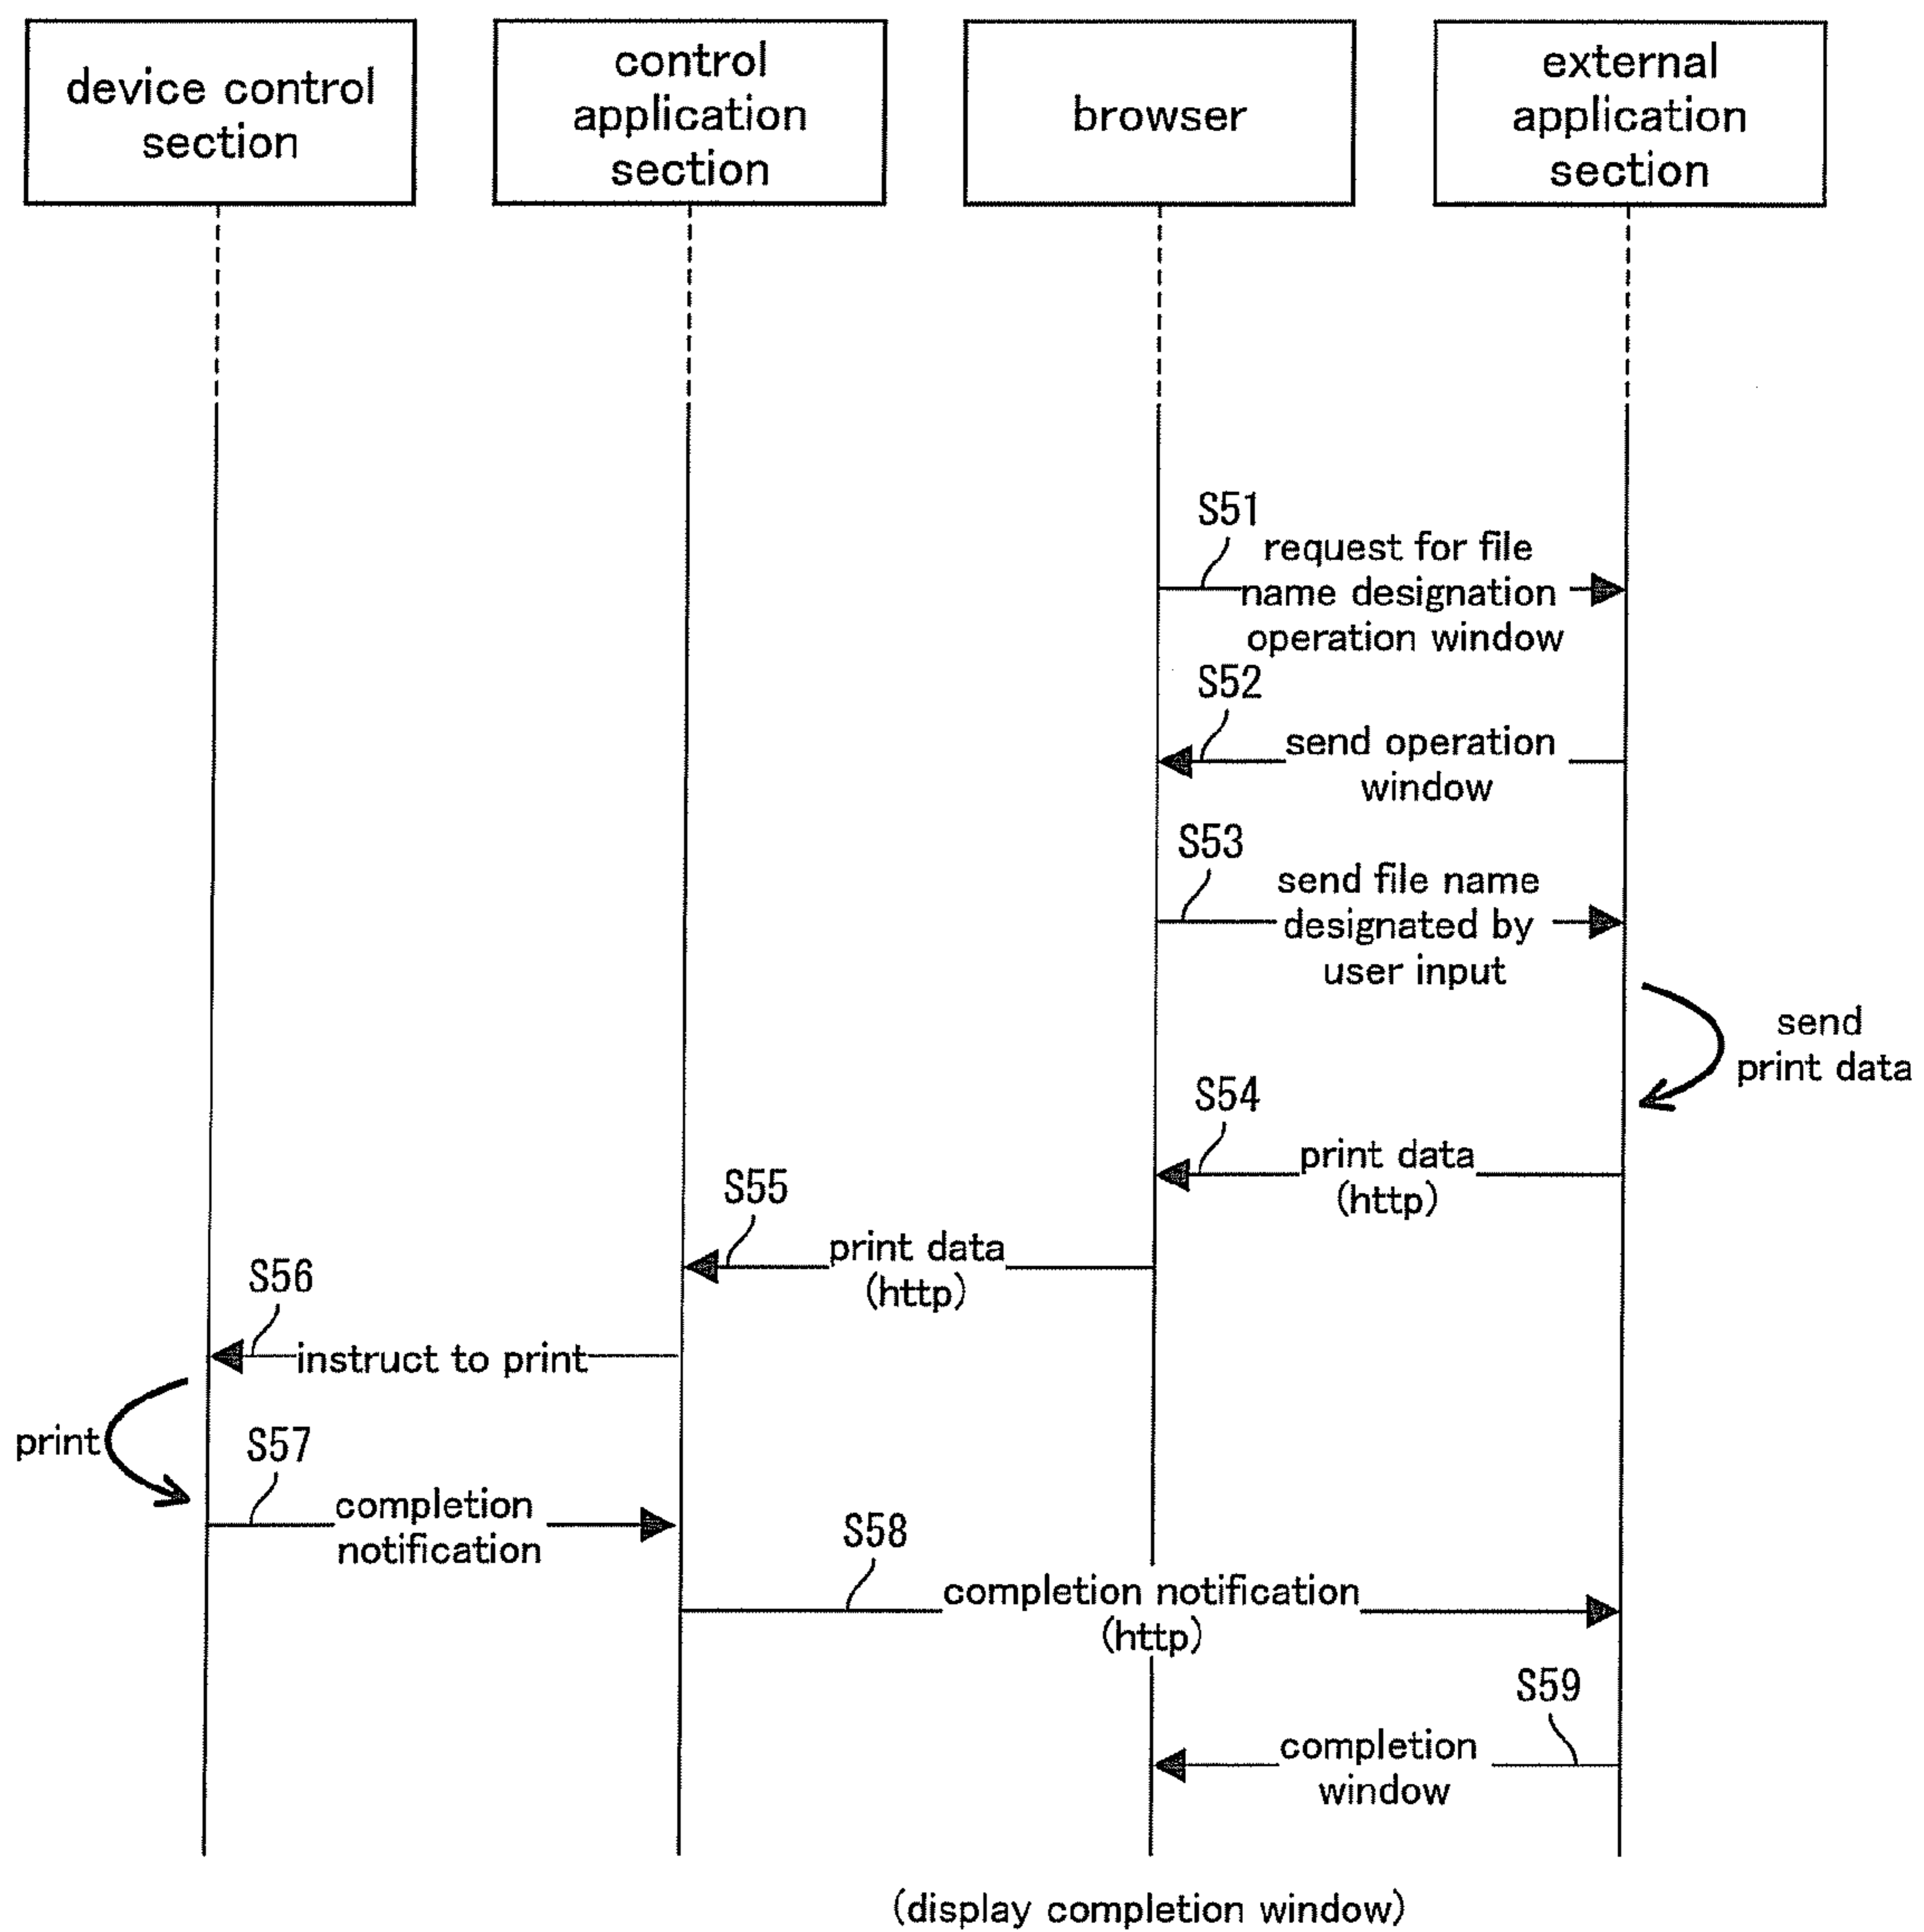 device control
section
control
application
section
browser
external
application
section
S51
request for file
name designation
operation window
S52
send operation
window
S53
send file name
designated by
user input
send
print data
S54
print data
(http)
S55
print data
(http)
S56
instruct to print
print
S57
completion
notification
S58
completion notification
(http)
S59
completion
window
(display completion window)